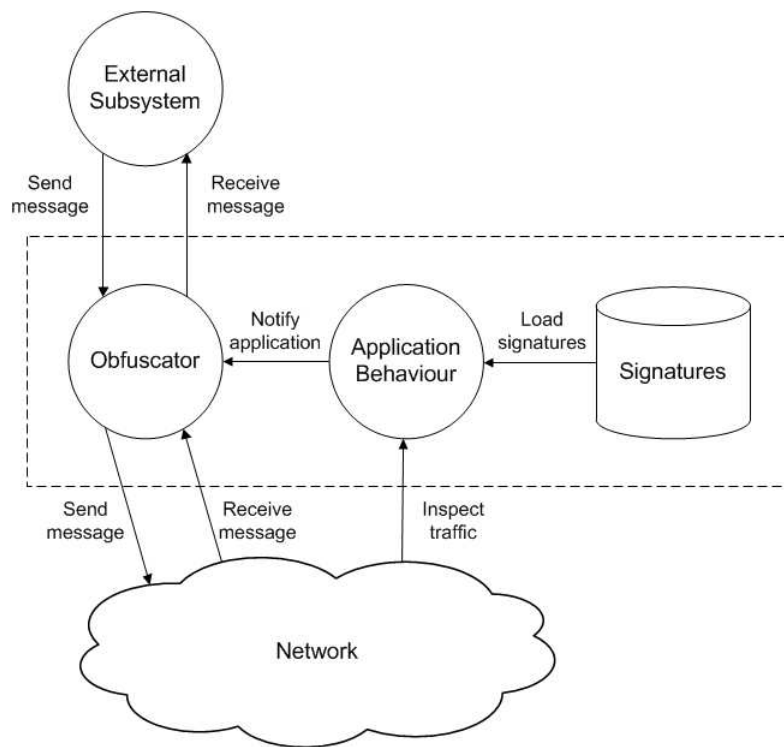 External
Subsystem
Send
message
Receive
message
Obfuscator
Notify
application
Application
Behaviour
Load
signatures
Signatures
Send
message
Receive
message
Inspect
traffic
Network